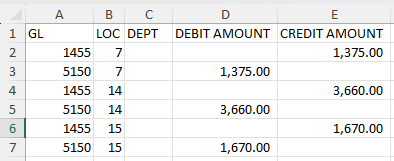 A B C D E
1 GL LOC DEPT DEBIT AMOUNT CREDIT AMOUNT
2 1455 7 1,375.00
3 5150 7 1,375.00
4 1455 14 3,660.00
5 5150 14 3,660.00
6 1455 15 1,670.00
7 5150 15 1,670.00